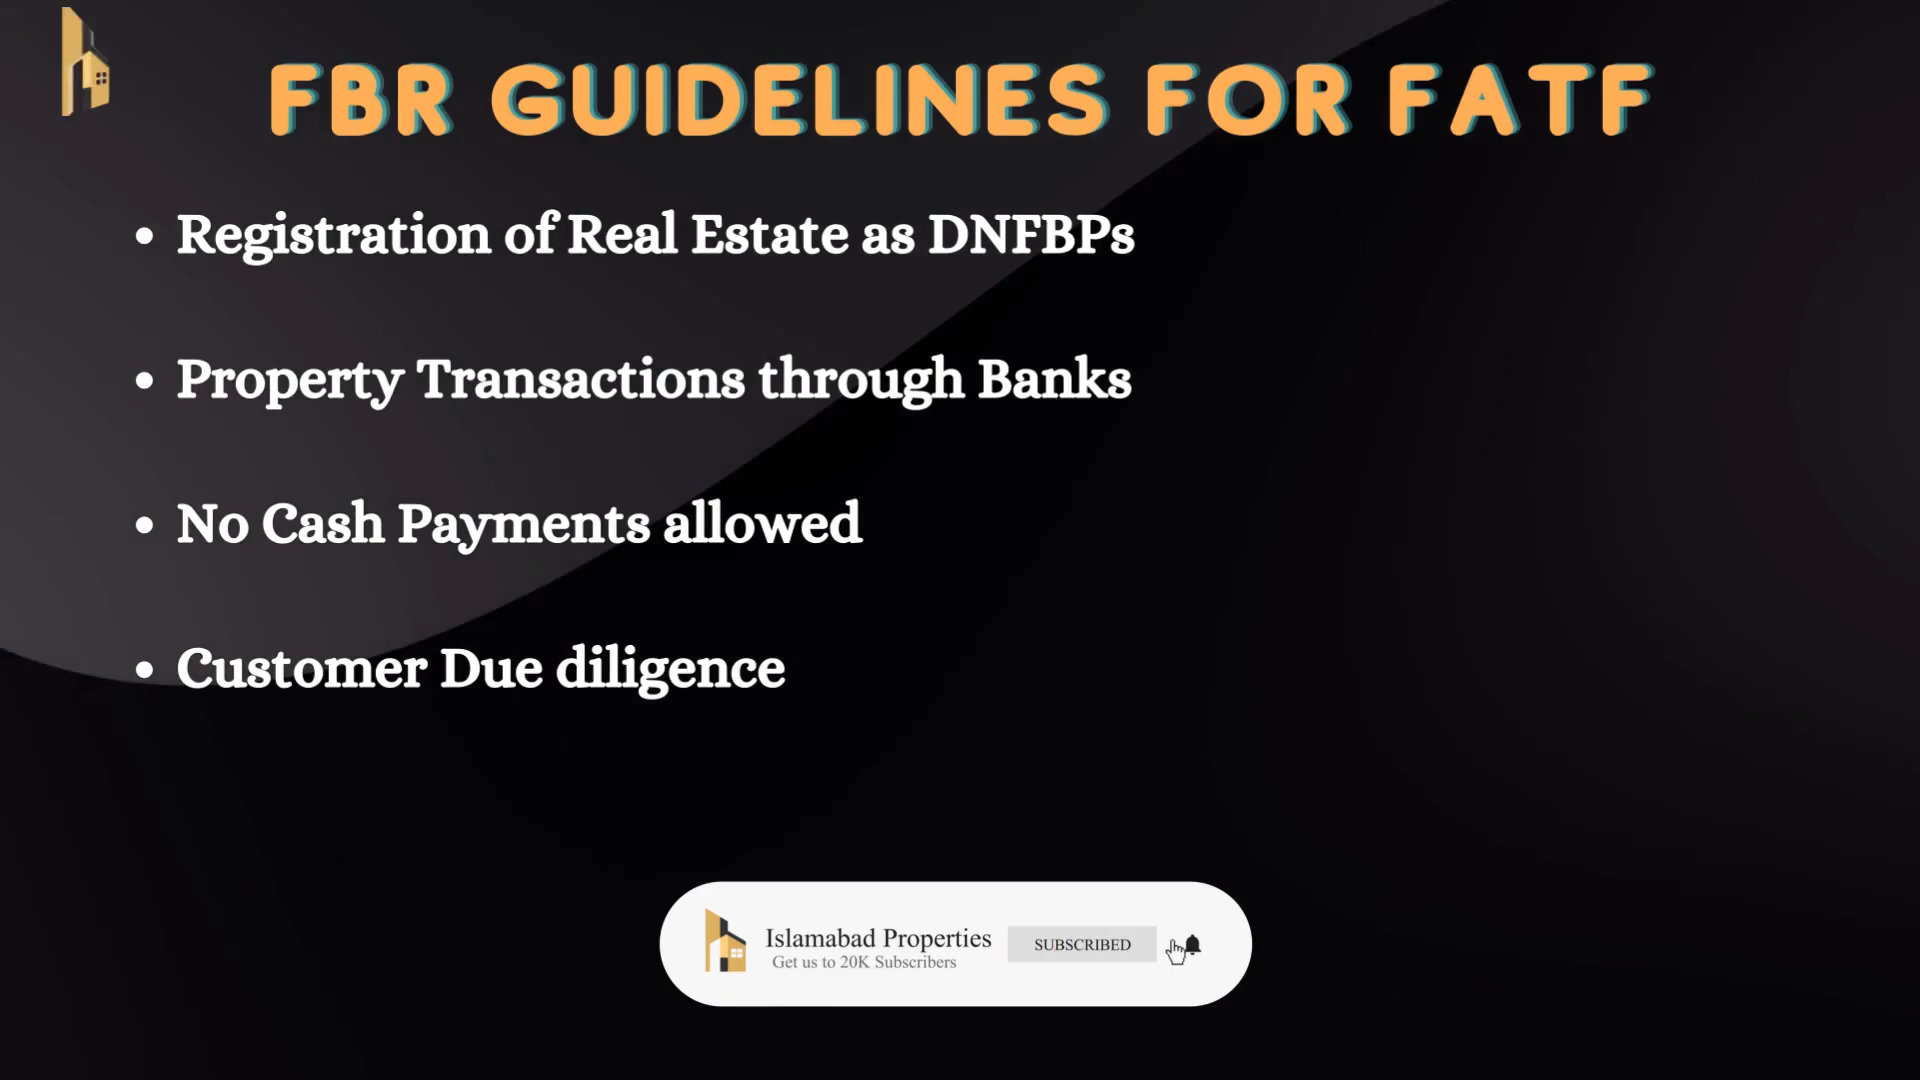 FBR GUIDELINES FOR FATF
• Registration of Real Estate as DNFBPs
• Property Transactions through Banks
• No Cash Payments allowed
• Customer Due diligence
Islamabad Properties
Get us to 20K Subscribers
SUBSCRIBED